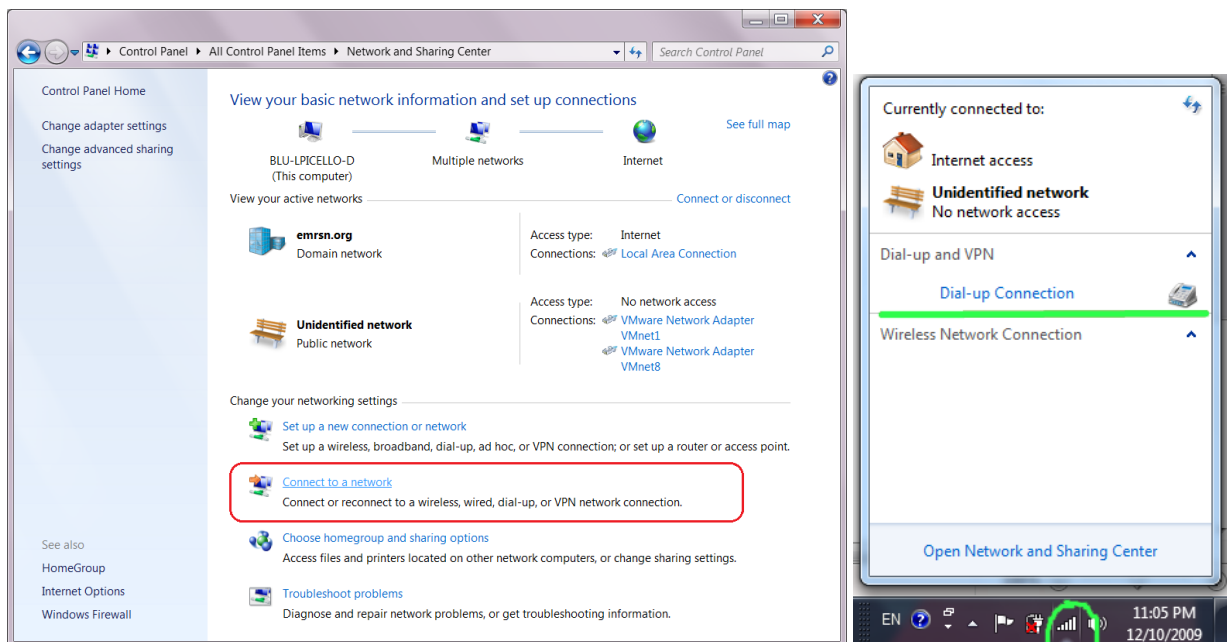 Control Panel ▸ All Control Panel Items ▸ Network and Sharing Center
Search Control Panel
Control Panel Home
Change adapter settings
Change advanced sharing
settings
See also
HomeGroup
Internet Options
Windows Firewall
View your basic network information and set up connections
See full map
BLU-LPICELLO-D
(This computer)
Multiple networks
Internet
View your active networks
Connect or disconnect
emrsn.org
Domain network
Access type: Internet
Connections: Local Area Connection
Unidentified network
Public network
Access type: No network access
Connections: VMware Network Adapter
VMnet1
VMware Network Adapter
VMnet8
Change your networking settings
Set up a new connection or network
Set up a wireless, broadband, dial-up, ad hoc, or VPN connection; or set up a router or access point.
Connect to a network
Connect or reconnect to a wireless, wired, dial-up, or VPN network connection.
Choose homegroup and sharing options
Access files and printers located on other network computers, or change sharing settings.
Troubleshoot problems
Diagnose and repair network problems, or get troubleshooting information.
Currently connected to:
Internet access
Unidentified network
No network access
Dial-up and VPN
Dial-up Connection
Wireless Network Connection
Open Network and Sharing Center
EN
11:05 PM
12/10/2009